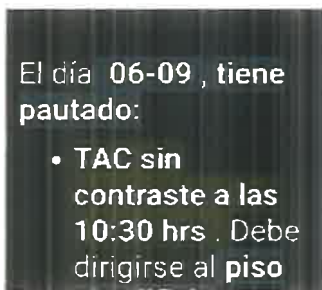 El día 06-09 , tiene
pautado:
• TAC sin
contraste a las
10:30 hrs . Debe
dirigirse al piso